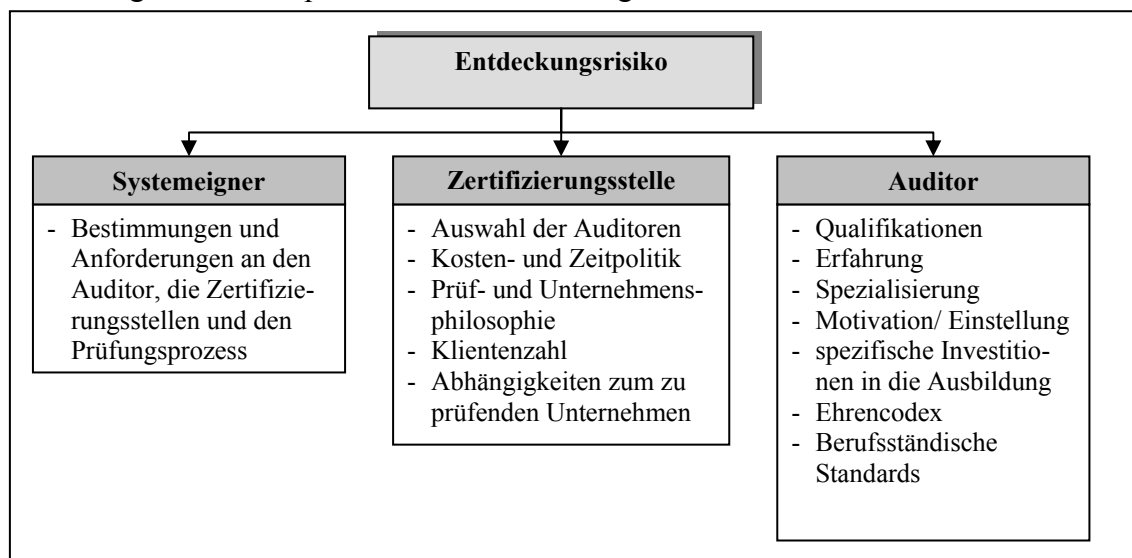 Entdeckungsrisiko
Systemeigner
- Bestimmungen und
Anforderungen an den
Auditor, die Zertifizie-
rungsstellen und den
Prüfungsprozess
Zertifizierungsstelle
- Auswahl der Auditoren
- Kosten- und Zeitpolitik
- Prüf- und Unternehmens-
philosophie
- Klientenzahl
- Abhängigkeiten zum zu
prüfenden Unternehmen
Auditor
- Qualifikationen
- Erfahrung
- Spezialisierung
- Motivation/ Einstellung
- spezifische Investitio-
nen in die Ausbildung
- Ehrencodex
- Berufsständische
Standards